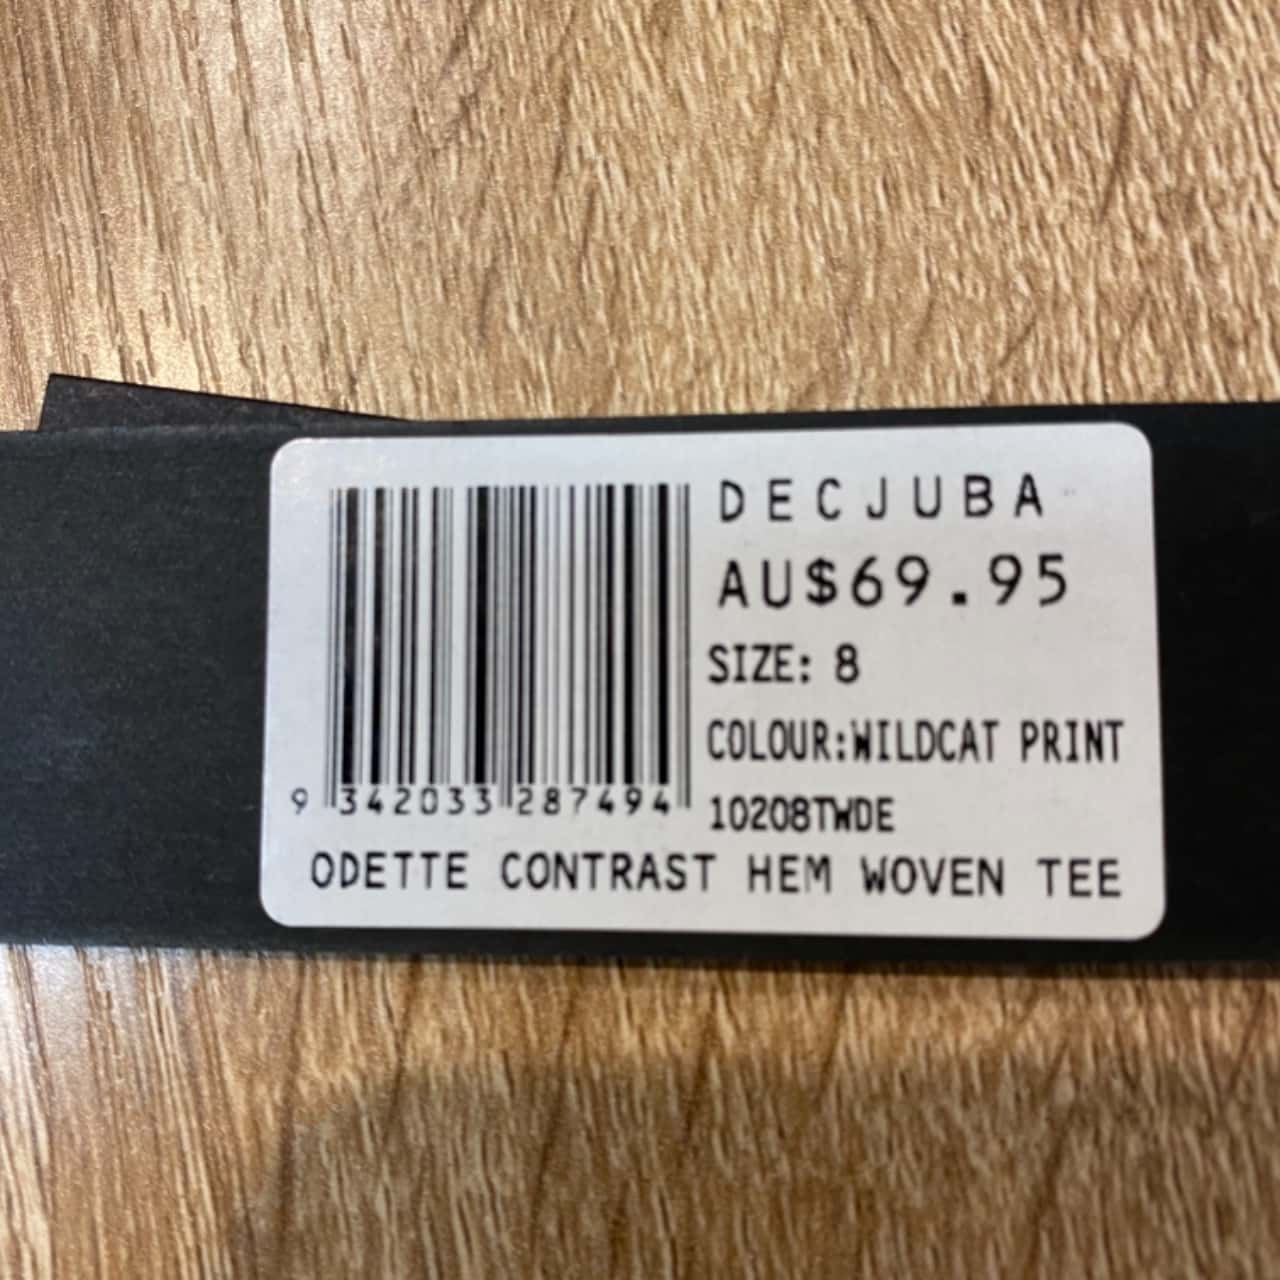 DECJUBA
AU$69.95
SIZE: 8
COLOUR:WILDCAT PRINT
10208TWDE
9 342033 287494
ODETTE CONTRAST HEM WOVEN TEE